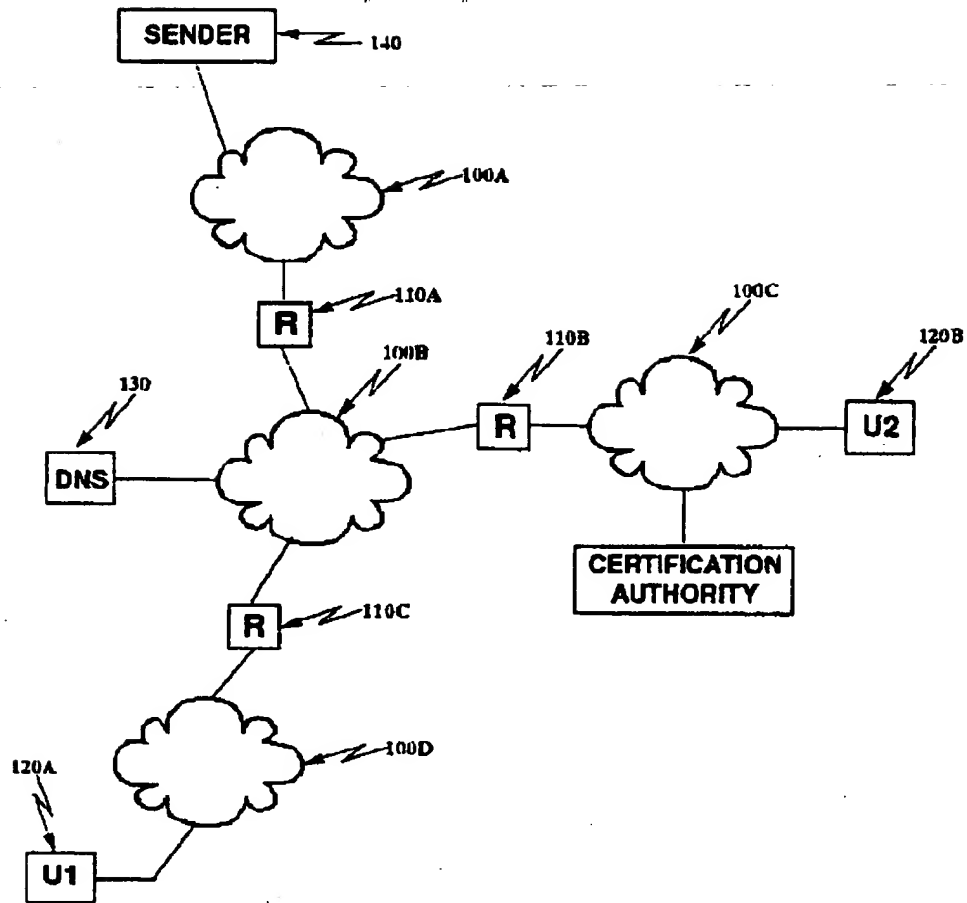 SENDER
140
100A
110A
R
100B
100C
110B
120B
130
R
U2
DNS
CERTIFICATION
AUTHORITY
R
110C
100D
120A
U1